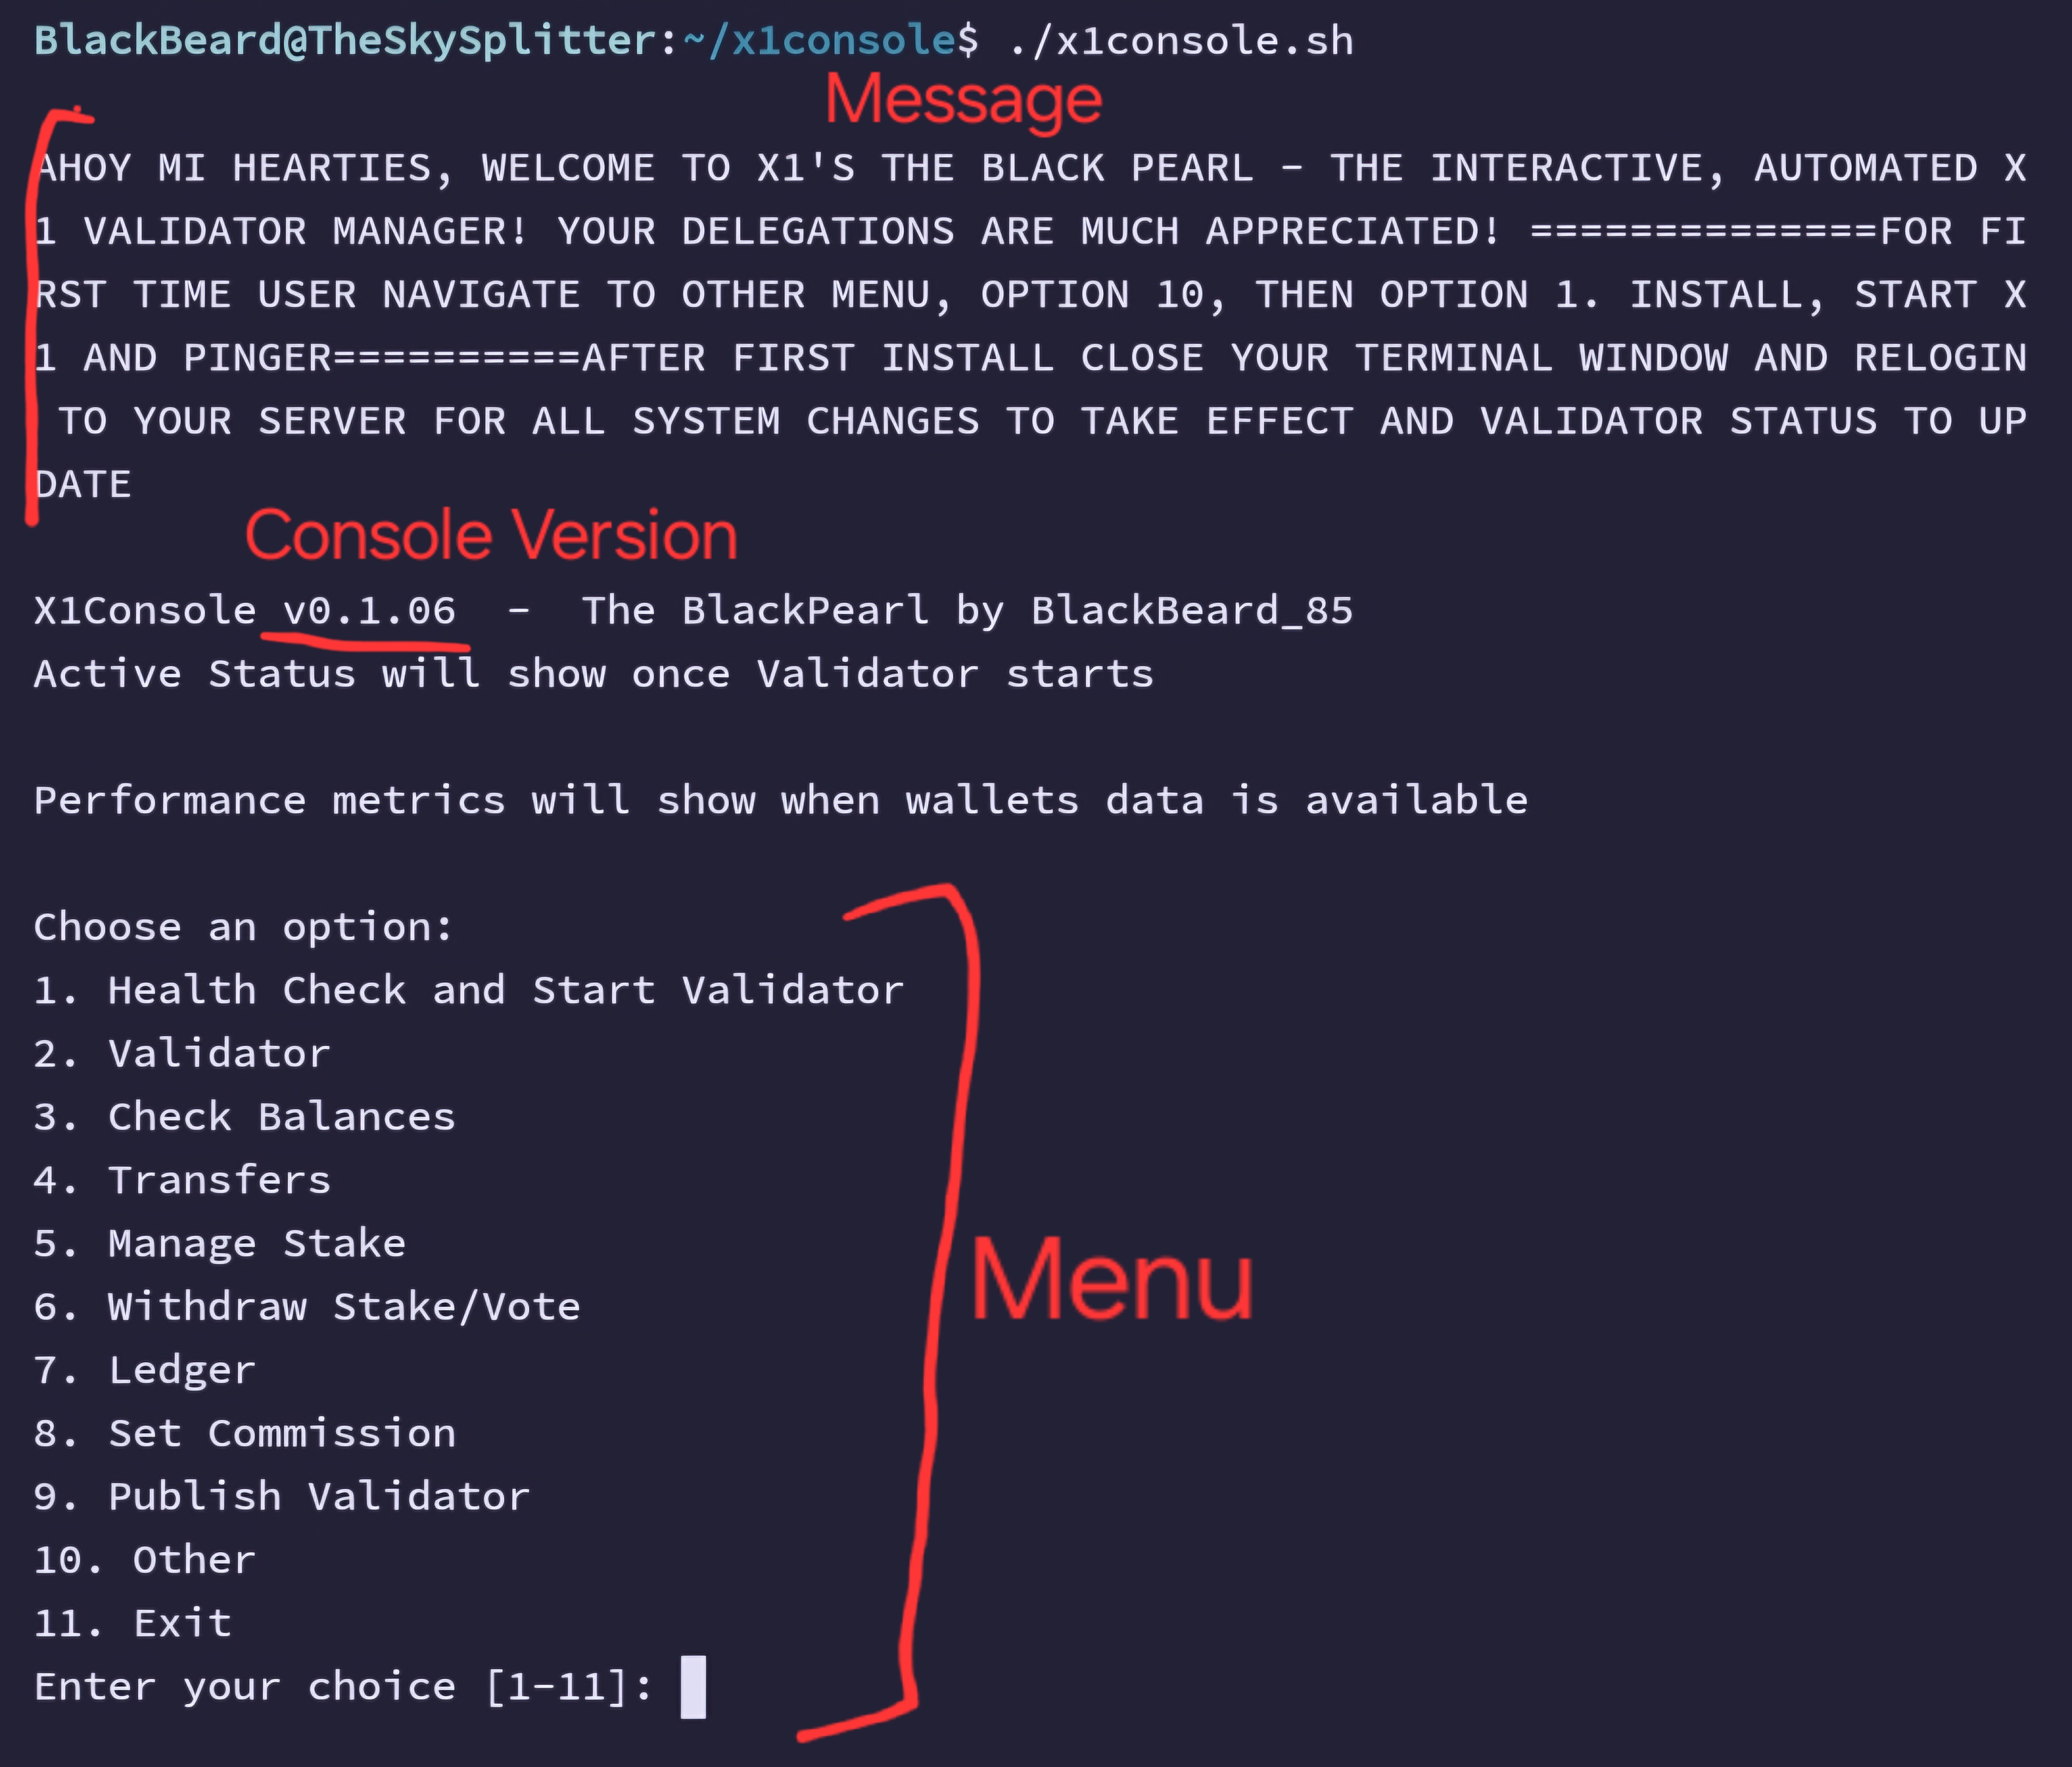 BlackBeard@TheSkySplitter:~/x1console$ ./x1console.sh
Message
AHOY MI HEARTIES, WELCOME TO X1'S THE BLACK PEARL – THE INTERACTIVE, AUTOMATED X
1 VALIDATOR MANAGER! YOUR DELEGATIONS ARE MUCH APPRECIATED! ==============FOR FI
RST TIME USER NAVIGATE TO OTHER MENU, OPTION 10, THEN OPTION 1. INSTALL, START X
1 AND PINGER==========AFTER FIRST INSTALL CLOSE YOUR TERMINAL WINDOW AND RELOGIN
TO YOUR SERVER FOR ALL SYSTEM CHANGES TO TAKE EFFECT AND VALIDATOR STATUS TO UP
DATE
Console Version
X1Console v0.1.06 – The BlackPearl by BlackBeard_85
Active Status will show once Validator starts
Performance metrics will show when wallets data is available
Choose an option:
1. Health Check and Start Validator
2. Validator
3. Check Balances
4. Transfers
5. Manage Stake
Menu
6. Withdraw Stake/Vote
7. Ledger
8. Set Commission
9. Publish Validator
10. Other
11. Exit
Enter your choice [1-11]: